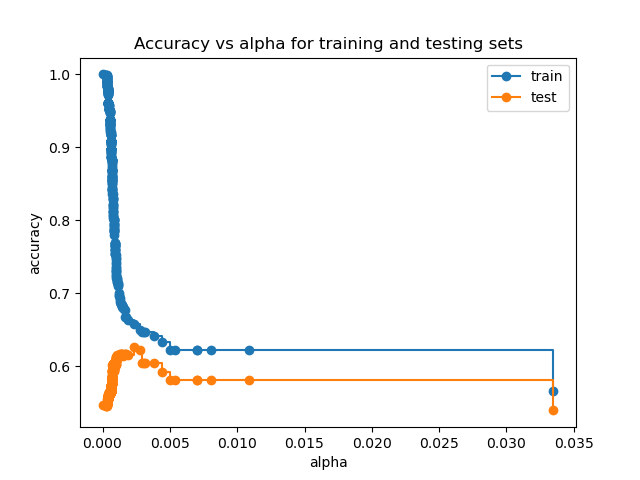 Accuracy vs alpha for training and testing sets
train
test
accuracy
1.0
0.9
0.8
0.7
0.6
0.000 0.005 0.010 0.015 0.020 0.025 0.030 0.035
alpha